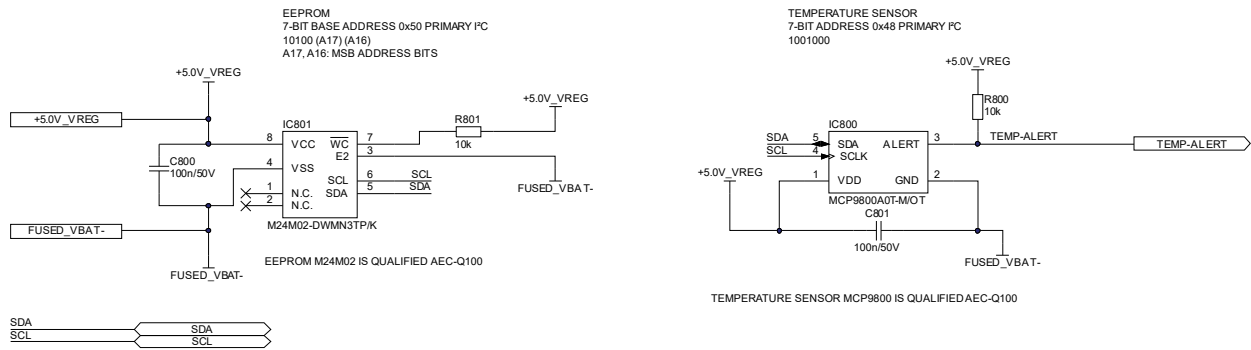 EEPROM
7-BIT BASE ADDRESS 0x50 PRIMARY I²C
10100 (A17) (A16)
A17, A16: MSB ADDRESS BITS
+5.0V_VREG
+5.0V_VREG
+5.0V_VREG
C800
100n/50V
IC801
8 VCC
4 VSS
1 N.C.
2 N.C.
WC 7
E2 3
SCL 6 SCL
SDA 5 SDA
M24M02-DWMN3TP/K
R801
10k
FUSED_VBAT-
FUSED_VBAT-
FUSED_VBAT-
EEPROM M24M02 IS QUALIFIED AEC-Q100
SDA SDA
SCL SCL
TEMPERATURE SENSOR
7-BIT ADDRESS 0x48 PRIMARY I²C
1001000
+5.0V_VREG
R800
10k
IC800
SDA 5 SDA
SCL 4 SCLK
ALERT 3
TEMP-ALERT
TEMP-ALERT
+5.0V_VREG
1 VDD
GND 2
MCP9800A0T-M/OT
C801
100n/50V
FUSED_VBAT-
TEMPERATURE SENSOR MCP9800 IS QUALIFIED AEC-Q100